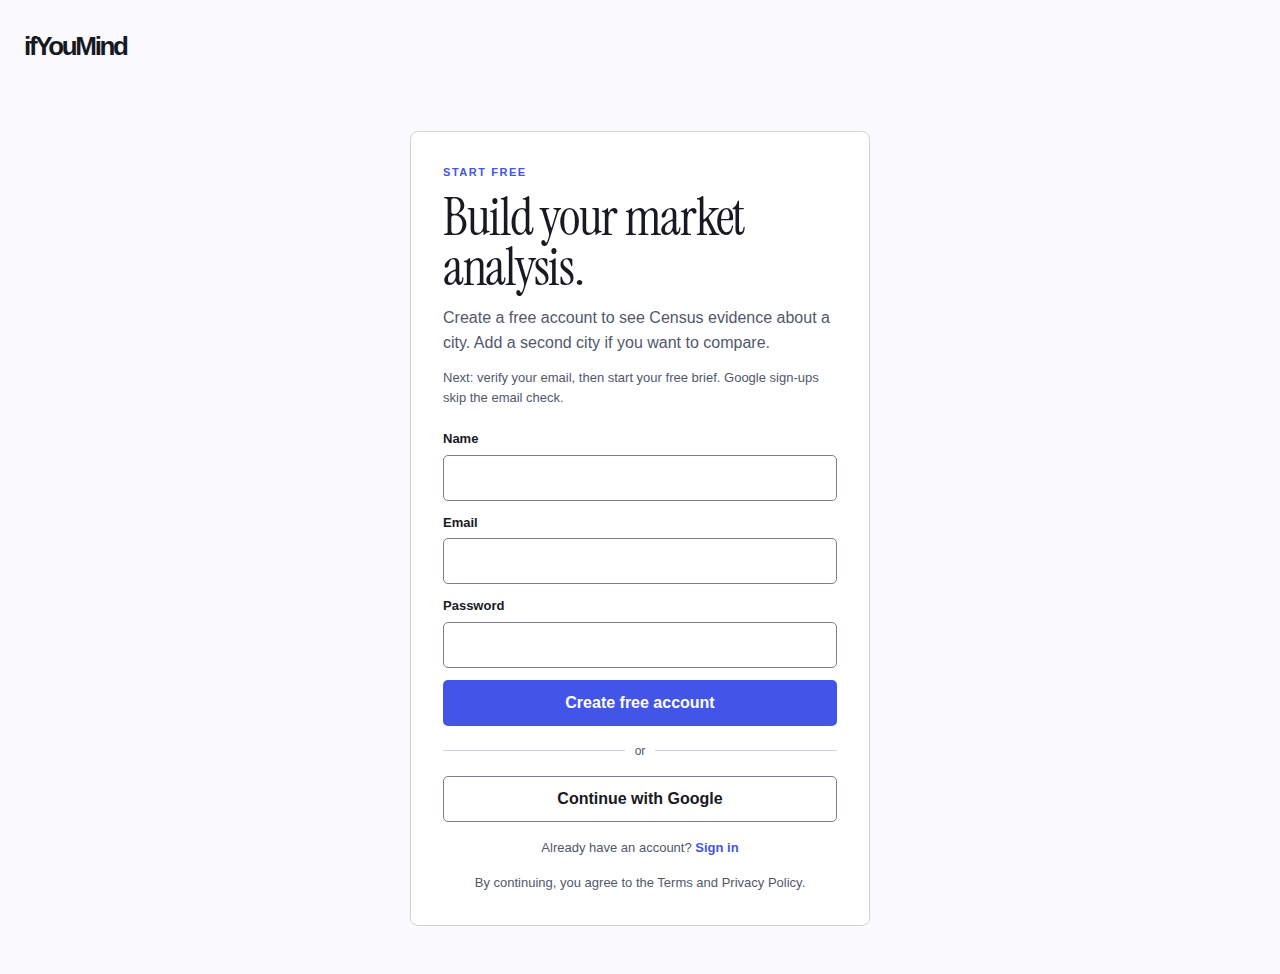 ifYouMind
START FREE
Build your market
analysis.
Create a free account to see Census evidence about a
city. Add a second city if you want to compare.
Next: verify your email, then start your free brief. Google sign-ups
skip the email check.
Name
Email
Password
Create free account
or
Continue with Google
Already have an account? Sign in
By continuing, you agree to the Terms and Privacy Policy.